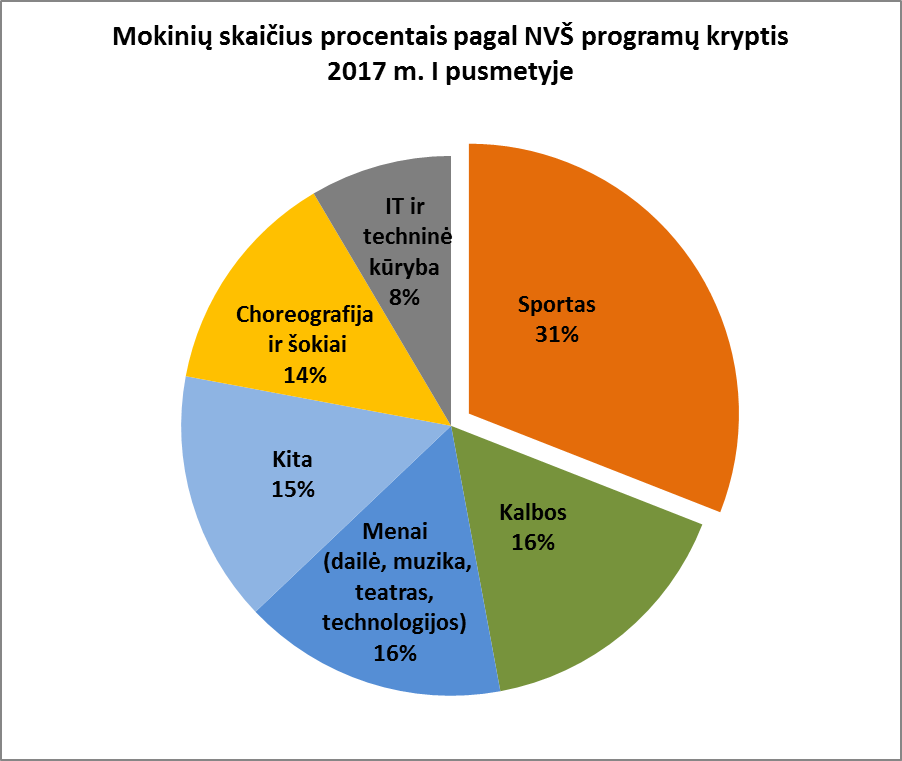 Mokinių skaičius procentais pagal NVŠ programų kryptis
2017 m. I pusmetyje
Sportas
31%
Kalbos
16%
Menai
(dailė, muzika,
teatras,
technologijos)
16%
Kita
15%
Choreografija
ir šokiai
14%
IT ir
techninė
kūryba
8%